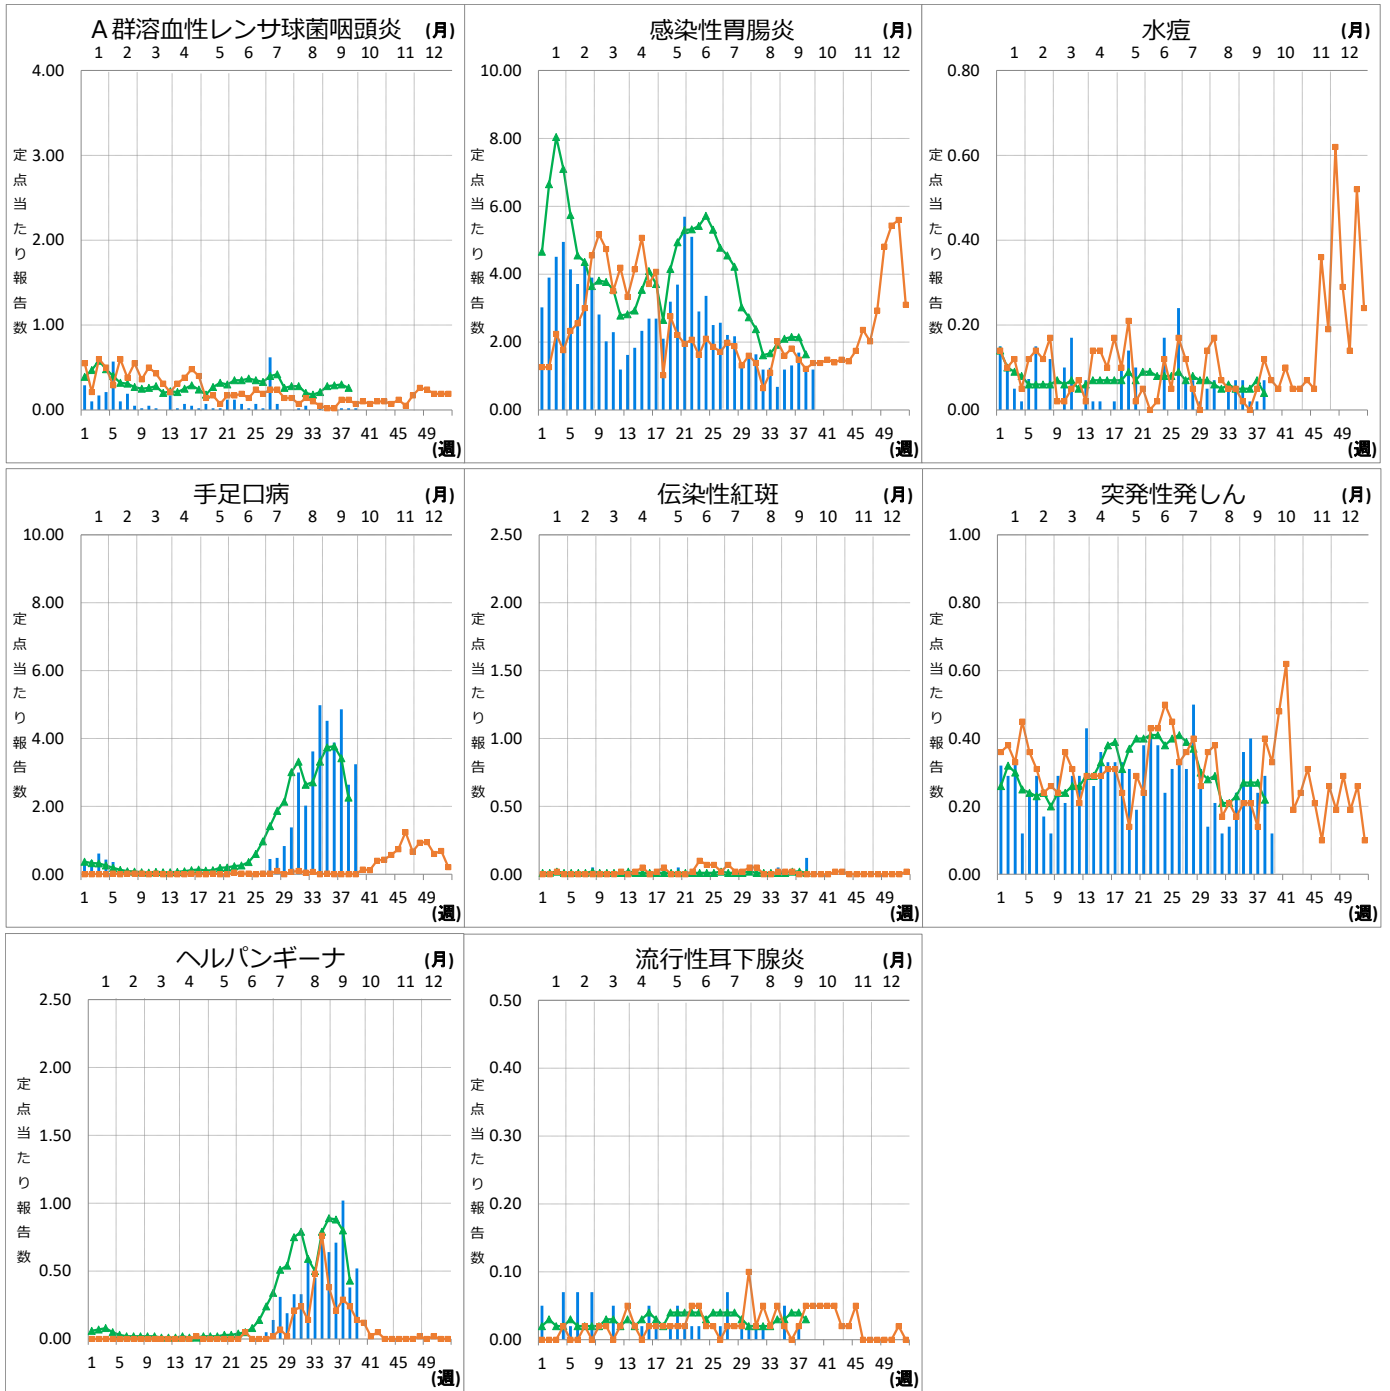 A群溶血性レンサ球菌咽頭炎 (月)
1 2 3 4 5 6 7 8 9 10 11 12
定点当たり報告数
4.00
3.00
2.00
1.00
0.00
1 5 9 13 17 21 25 29 33 37 41 45 49
(週)
感染性胃腸炎 (月)
1 2 3 4 5 6 7 8 9 10 11 12
定点当たり報告数
10.00
8.00
6.00
4.00
2.00
0.00
1 5 9 13 17 21 25 29 33 37 41 45 49
(週)
水痘 (月)
1 2 3 4 5 6 7 8 9 10 11 12
定点当たり報告数
0.80
0.60
0.40
0.20
0.00
1 5 9 13 17 21 25 29 33 37 41 45 49
(週)
手足口病 (月)
1 2 3 4 5 6 7 8 9 10 11 12
定点当たり報告数
10.00
8.00
6.00
4.00
2.00
0.00
1 5 9 13 17 21 25 29 33 37 41 45 49
(週)
伝染性紅斑 (月)
1 2 3 4 5 6 7 8 9 10 11 12
定点当たり報告数
2.50
2.00
1.50
1.00
0.50
0.00
1 5 9 13 17 21 25 29 33 37 41 45 49
(週)
突発性発しん (月)
1 2 3 4 5 6 7 8 9 10 11 12
定点当たり報告数
1.00
0.80
0.60
0.40
0.20
0.00
1 5 9 13 17 21 25 29 33 37 41 45 49
(週)
ヘルパンギーナ (月)
1 2 3 4 5 6 7 8 9 10 11 12
定点当たり報告数
2.50
2.00
1.50
1.00
0.50
0.00
1 5 9 13 17 21 25 29 33 37 41 45 49
(週)
流行性耳下腺炎 (月)
1 2 3 4 5 6 7 8 9 10 11 12
定点当たり報告数
0.50
0.40
0.30
0.20
0.10
0.00
1 5 9 13 17 21 25 29 33 37 41 45 49
(週)